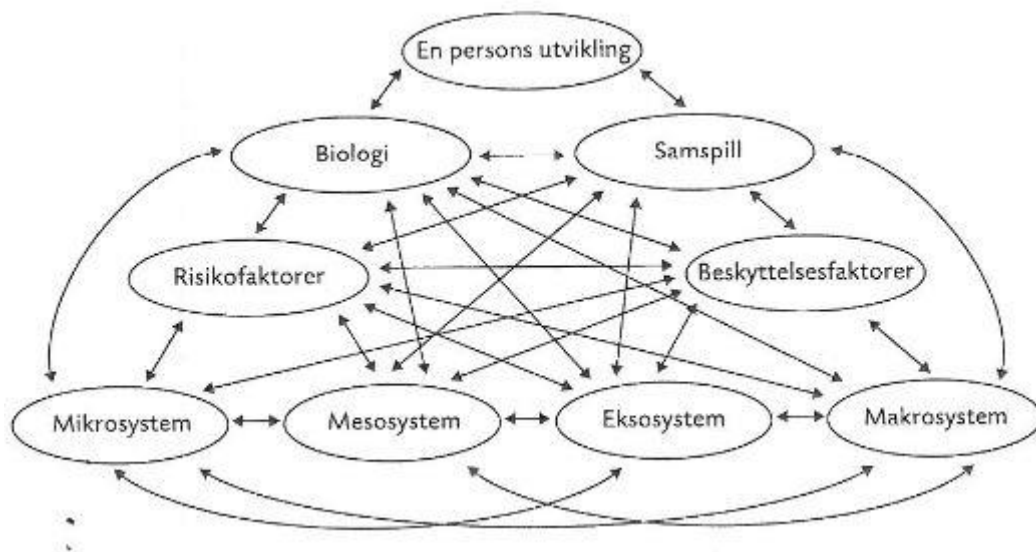 En persons utvikling
Biologi
Samspill
Risikofaktorer
Beskyttelsesfaktorer
Mikrosystem
Mesosystem
Eksosystem
Makrosystem